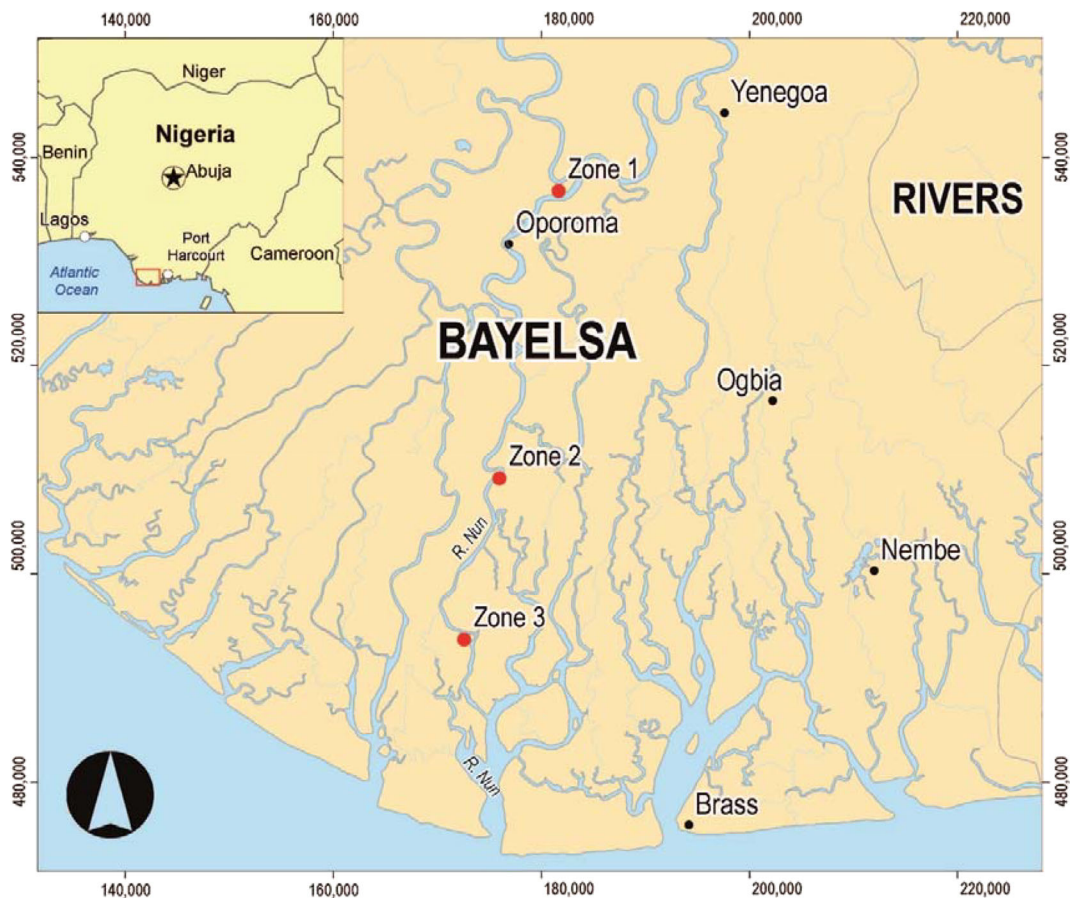 140,000
160,000
180,000
200,000
220,000
Niger
Nigeria
Benin
Abuja
Lagos
Port
Harcourt
Cameroon
Atlantic
Ocean
540,000
520,000
500,000
480,000
Yenegoa
Zone 1
Oporoma
RIVERS
BAYELSA
Ogbia
Zone 2
R. Nun
Nembe
Zone 3
R. Nun
Brass
540,000
520,000
500,000
480,000
140,000
160,000
180,000
200,000
220,000